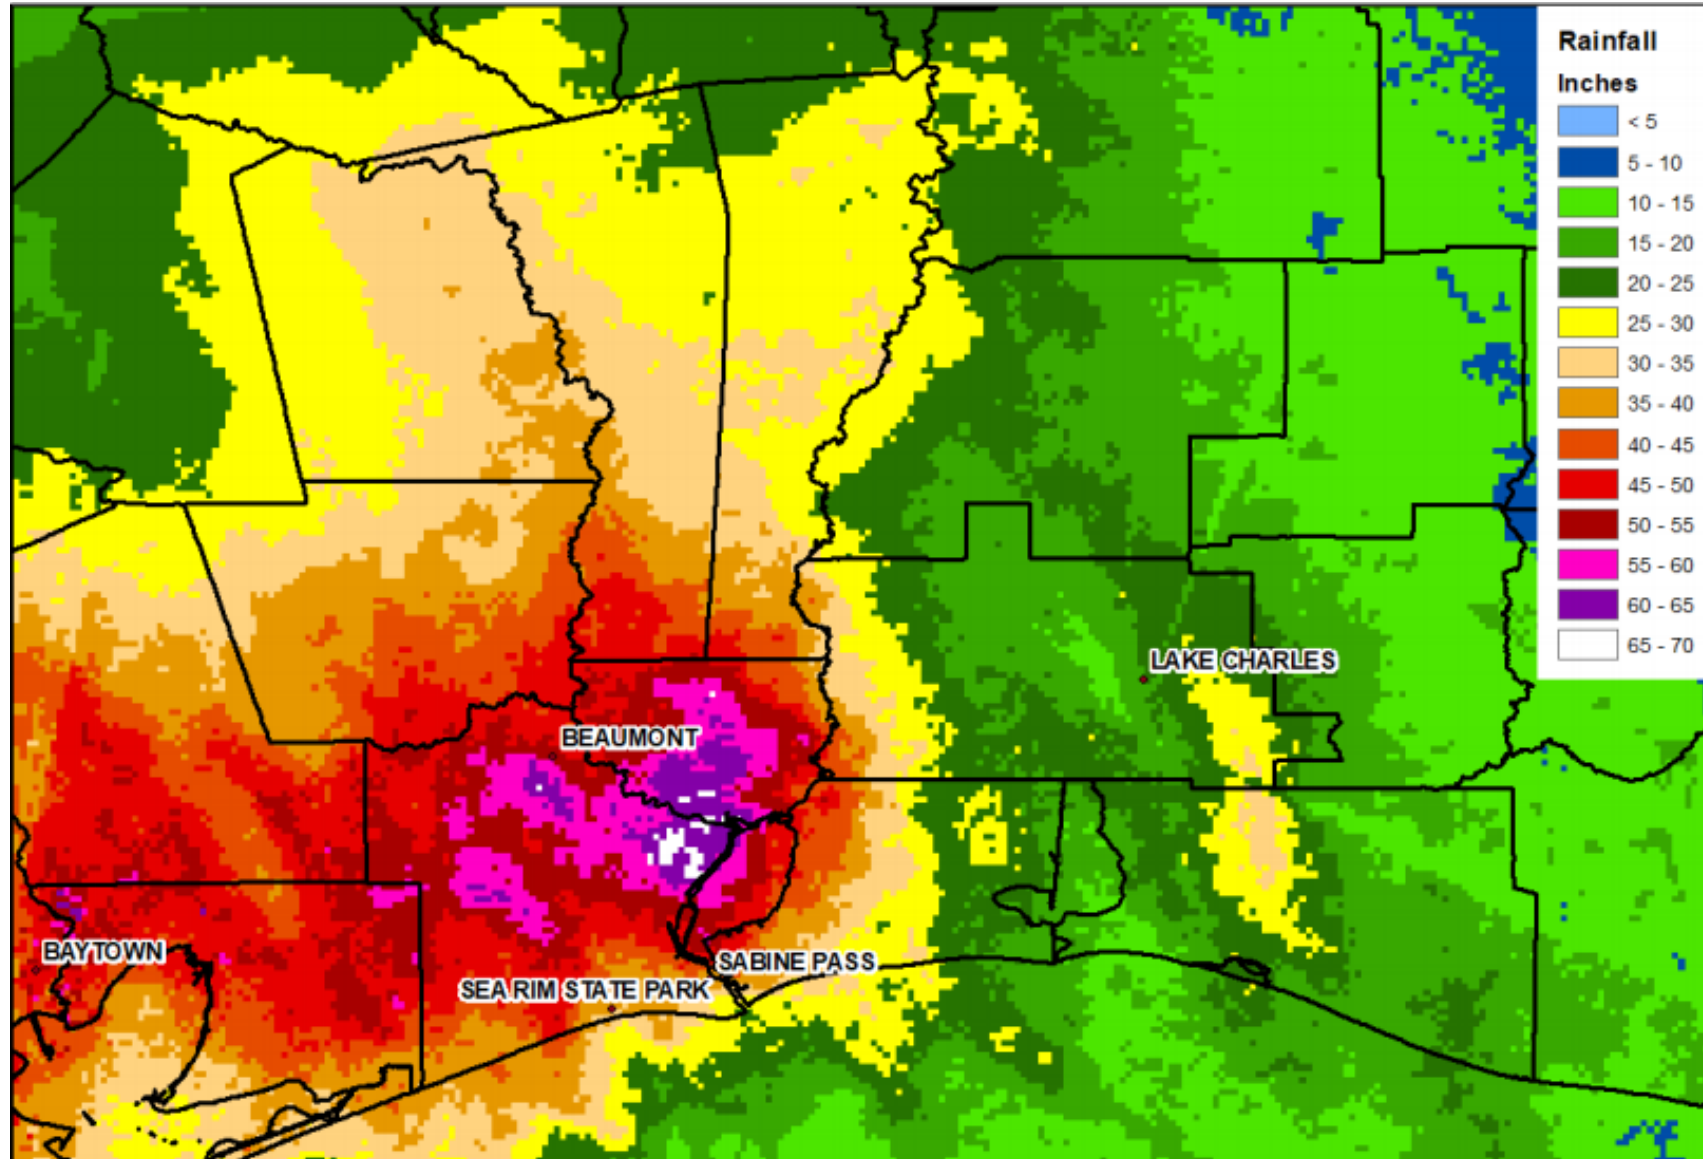 Rainfall
Inches
< 5
5 - 10
10 - 15
15 - 20
20 - 25
25 - 30
30 - 35
35 - 40
40 - 45
45 - 50
50 - 55
55 - 60
60 - 65
65 - 70
LAKE CHARLES
BEAUMONT
BAYTOWN
SABINE PASS
SEA RIM STATE PARK